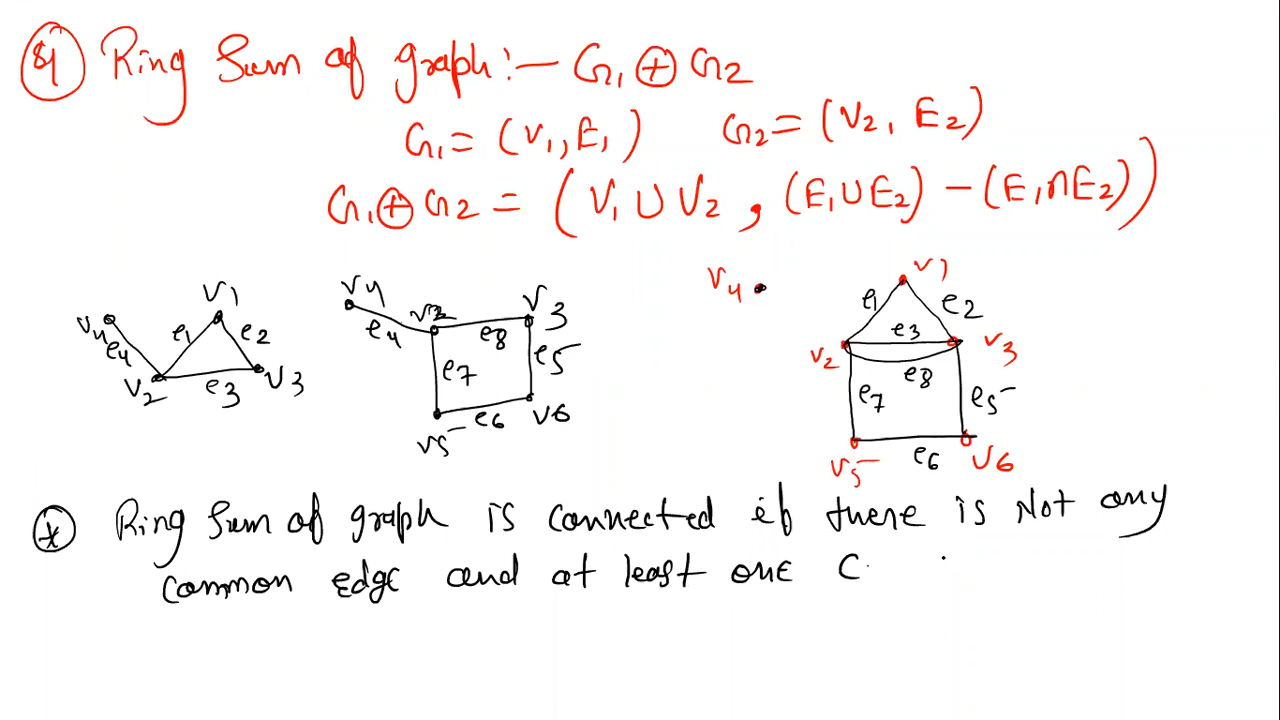 Ring Sum of graph:- G1 ⊕ G2
G1 = (V1, E1) G2 = (V2, E2)
G1 ⊕ G2 = (V1 ∪ V2, (E1 ∪ E2) - (E1 ∩ E2))
V4 e4 V2 e1 V1 e2 V3 e3
V4 e4 V2 e8 V3 e7 e5 V5 e6 V6
V4 V1 e1 e2 V2 e3 V3 e8 e7 e5 V5 e6 V6
Ring Sum of graph is connected if there is Not any
common edge and at least one C